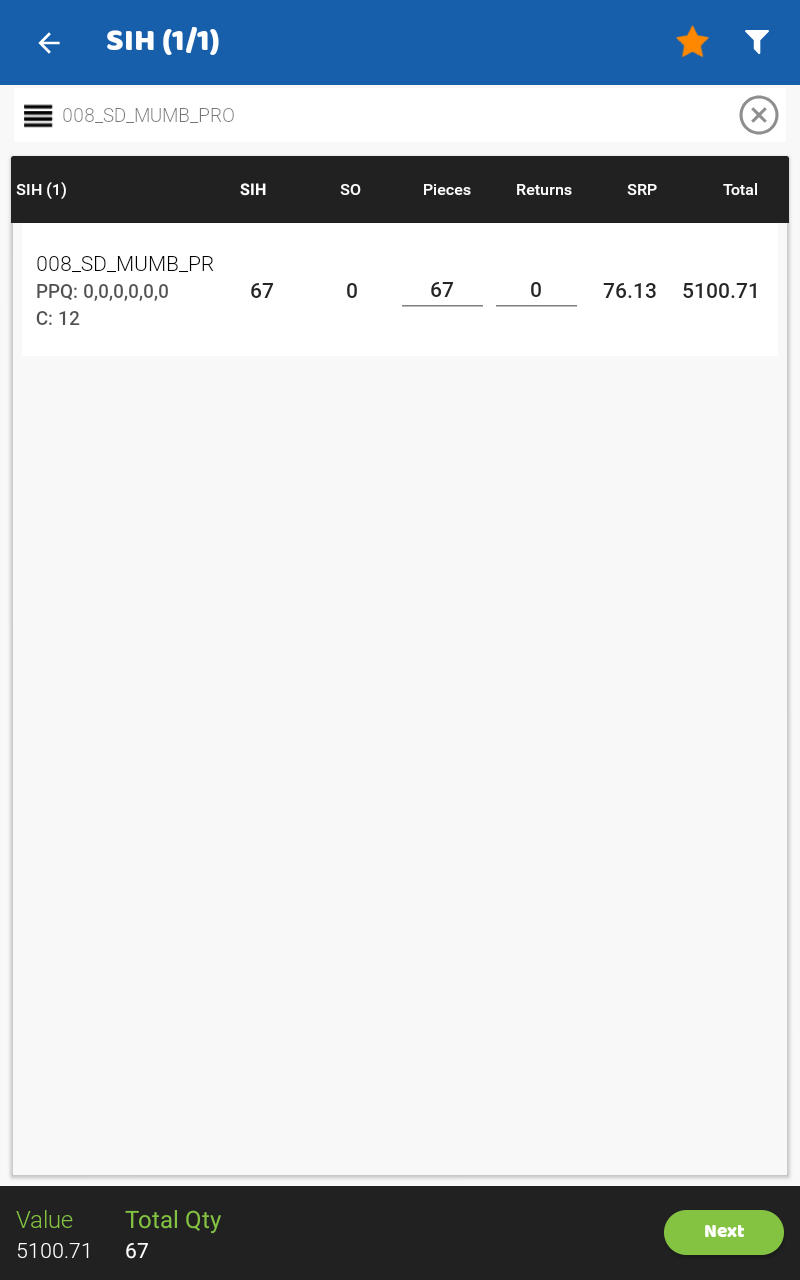 SIH (1/1)
008_SD_MUMB_PRO
SIH (1) SIH SO Pieces Returns SRP Total
008_SD_MUMB_PR
PPQ: 0,0,0,0,0,0 67 0 67 0 76.13 5100.71
C: 12
Value Total Qty
5100.71 67
Next